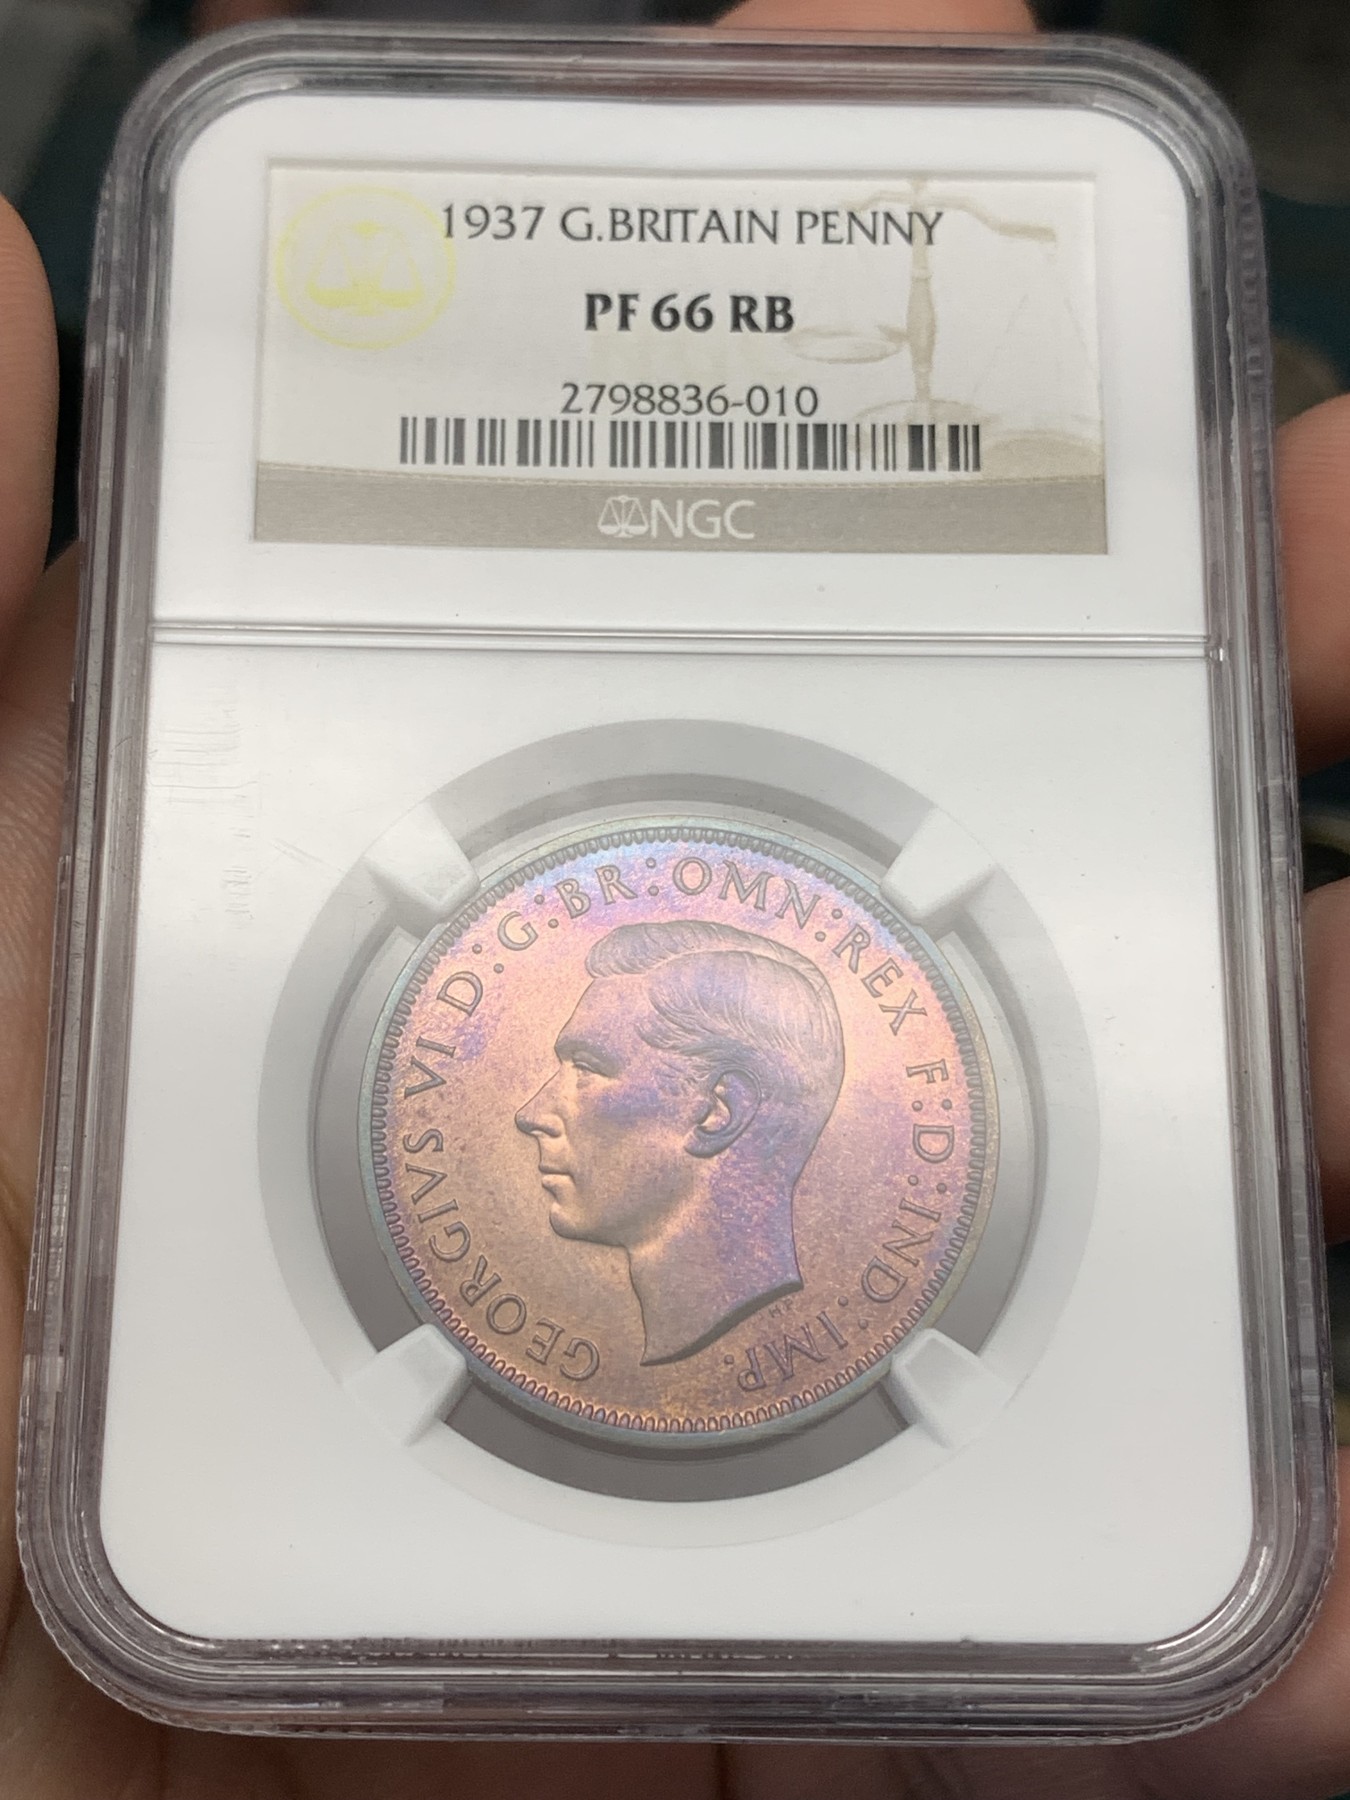 1937 G.BRITAIN PENNY
PF 66 RB
2798836-010
NGC
GEORGIVS VI D:G:BR:OMN:REX F:D:IND:IMP.
HP